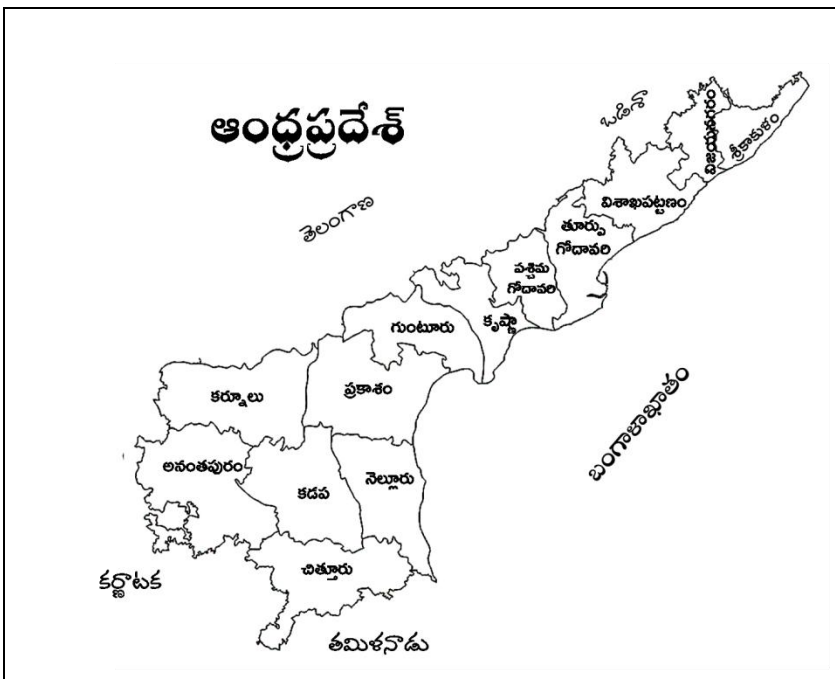 ఆంధ్రప్రదేశ్
ఒడిశా
విజయనగరం
శ్రీకాకుళం
తెలంగాణ
విశాఖపట్టణం
తూర్పు
గోదావరి
పశ్చిమ
గోదావరి
గుంటూరు
కృష్ణా
కర్నూలు
ప్రకాశం
బంగాళాఖాతం
అనంతపురం
కడప
నెల్లూరు
చిత్తూరు
కర్ణాటక
తమిళనాడు